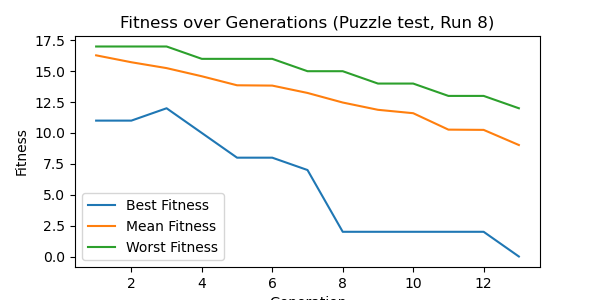 Fitness over Generations (Puzzle test, Run 8)
17.5
15.0
12.5
10.0
7.5
5.0
2.5
0.0
Fitness
Best Fitness
Mean Fitness
Worst Fitness
2 4 6 8 10 12
Generation